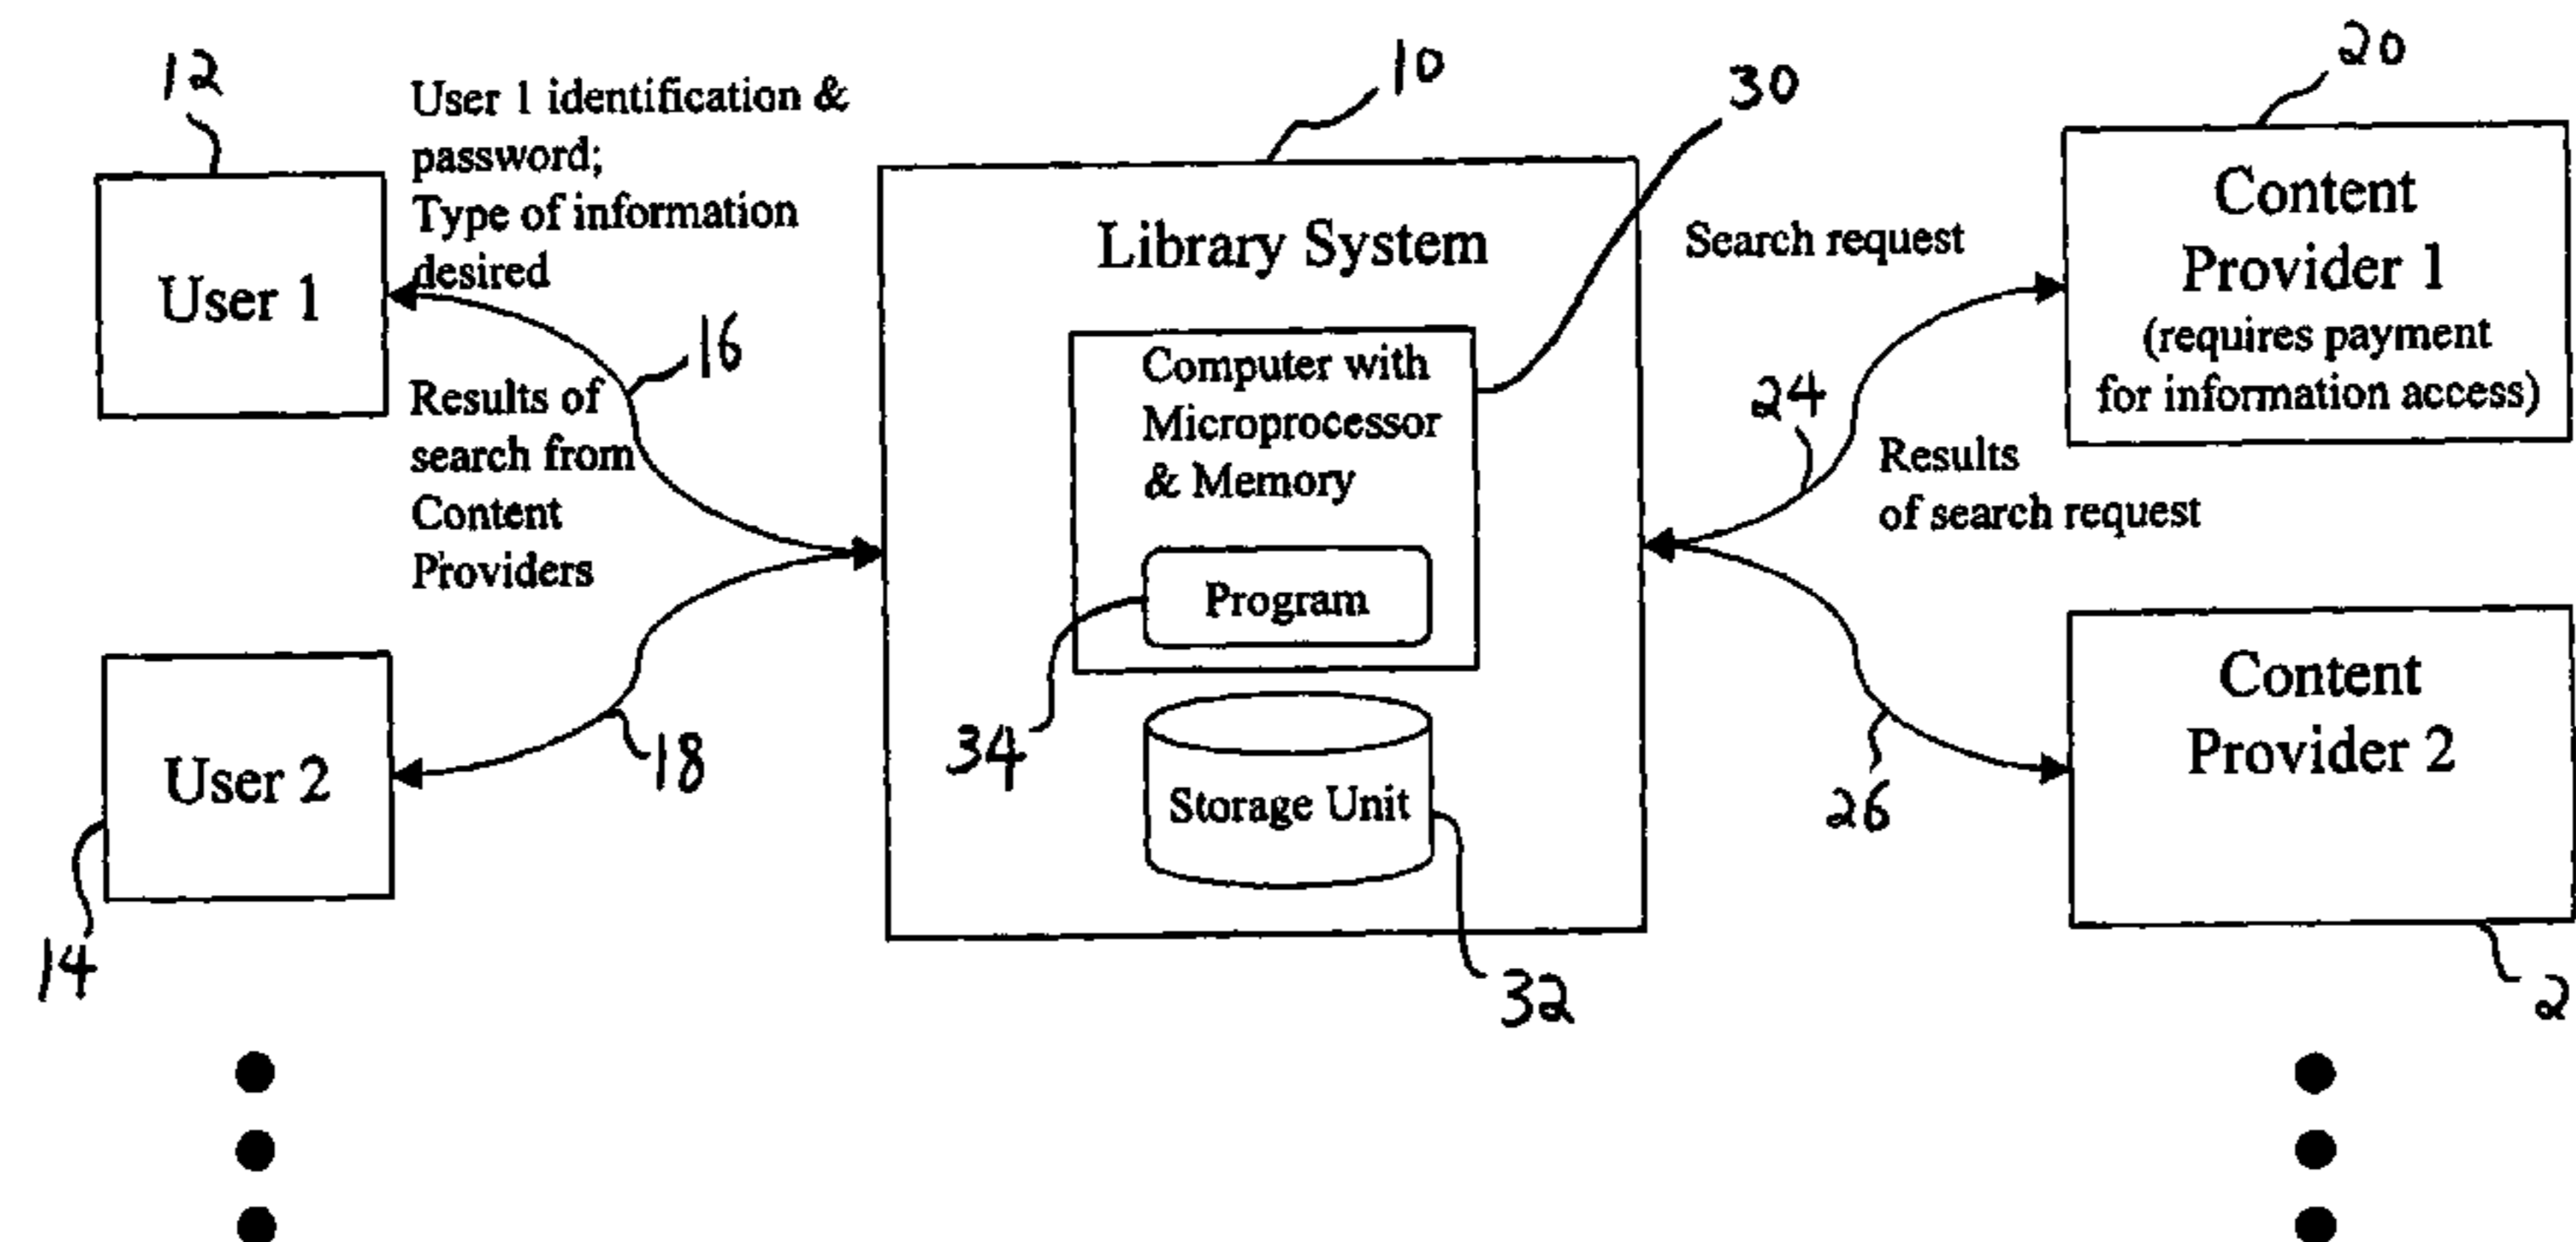 12
User 1 identification &
password;
Type of information
desired
User 1
16
Results of
search from
Content
Providers
User 2
18
14
10
30
Library System
Computer with
Microprocessor
& Memory
Program
34
Storage Unit
32
20
Search request
Content
Provider 1
(requires payment
for information access)
24
Results
of search request
26
Content
Provider 2
2